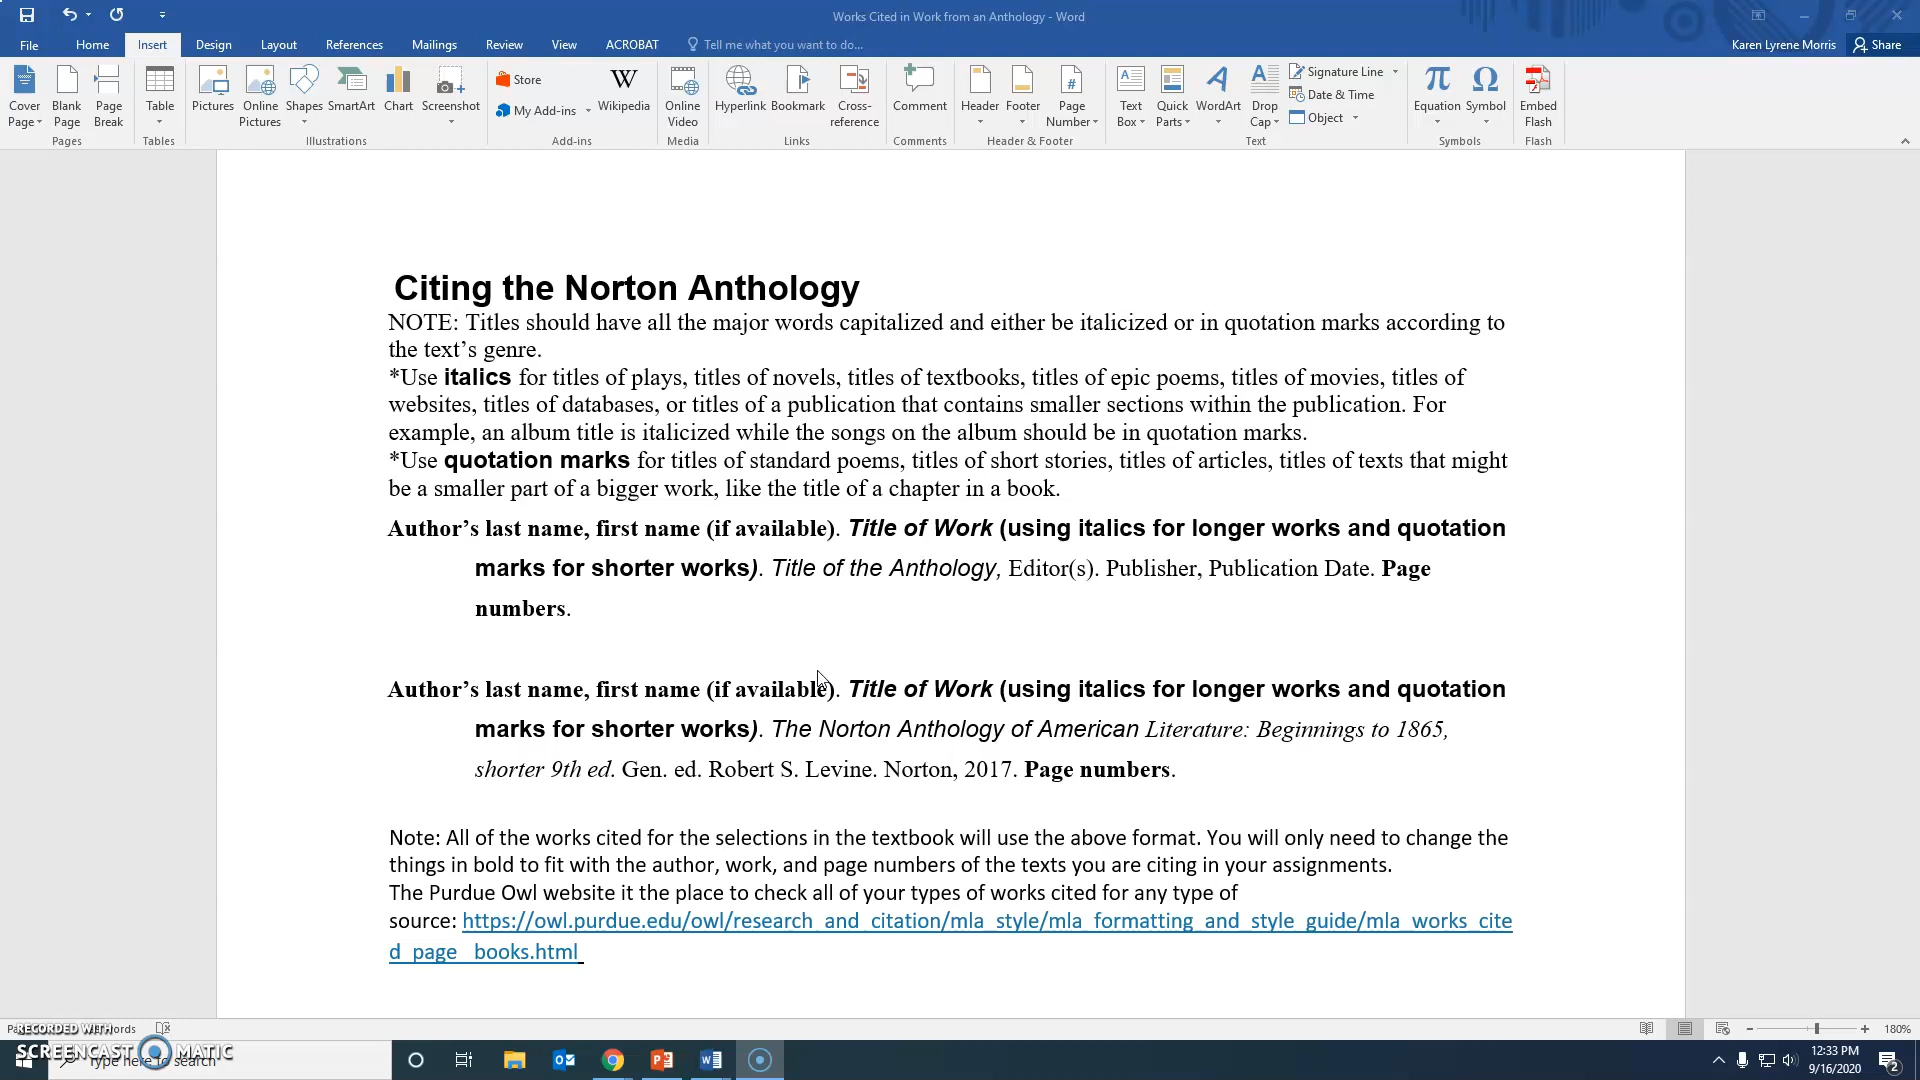 Works Cited in Work from an Anthology - Word
File Home Insert Design Layout References Mailings Review View ACROBAT Tell me what you want to do... Karen Lyrene Morris Share
Cover Page Blank Page Page Break Table Pictures Online Pictures Shapes SmartArt Chart Screenshot Store My Add-ins Wikipedia Online Video Hyperlink Bookmark Cross-reference Comment Header Footer Page Number Text Box Quick Parts WordArt Drop Cap Signature Line Date & Time Object Equation Symbol Embed Flash
Pages Tables Illustrations Add-ins Media Links Comments Header & Footer Text Symbols Flash
Citing the Norton Anthology
NOTE: Titles should have all the major words capitalized and either be italicized or in quotation marks according to
the text’s genre.
*Use italics for titles of plays, titles of novels, titles of textbooks, titles of epic poems, titles of movies, titles of
websites, titles of databases, or titles of a publication that contains smaller sections within the publication. For
example, an album title is italicized while the songs on the album should be in quotation marks.
*Use quotation marks for titles of standard poems, titles of short stories, titles of articles, titles of texts that might
be a smaller part of a bigger work, like the title of a chapter in a book.
Author’s last name, first name (if available). Title of Work (using italics for longer works and quotation
marks for shorter works). Title of the Anthology, Editor(s). Publisher, Publication Date. Page
numbers.
Author’s last name, first name (if available). Title of Work (using italics for longer works and quotation
marks for shorter works). The Norton Anthology of American Literature: Beginnings to 1865,
shorter 9th ed. Gen. ed. Robert S. Levine. Norton, 2017. Page numbers.
Note: All of the works cited for the selections in the textbook will use the above format. You will only need to change the
things in bold to fit with the author, work, and page numbers of the texts you are citing in your assignments.
The Purdue Owl website it the place to check all of your types of works cited for any type of
source: https://owl.purdue.edu/owl/research_and_citation/mla_style/mla_formatting_and_style_guide/mla_works_cite
d_page__books.html
RECORDED WITH
180%
SCREENCAST MATIC
Type here to search
12:33 PM
9/16/2020
2